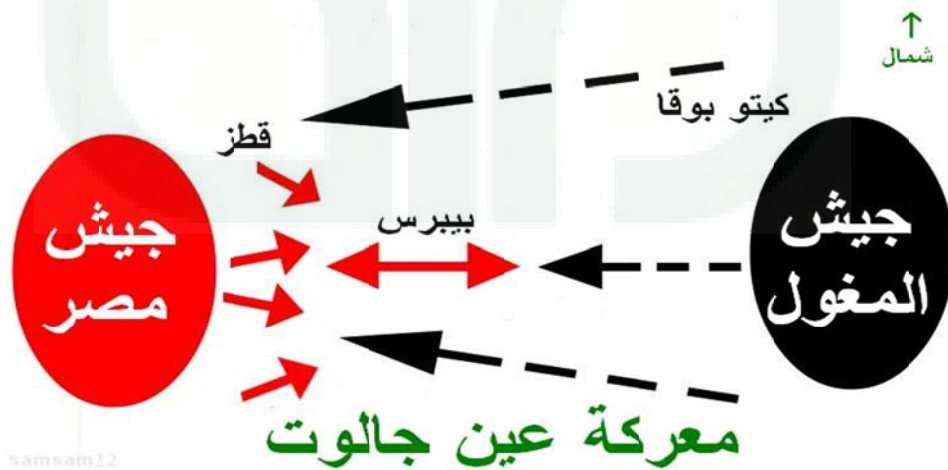 شمال
كيتو بوقا
قطز
جيش
المغول
بيبرس
جيش
مصر
معركة عين جالوت
samsam22